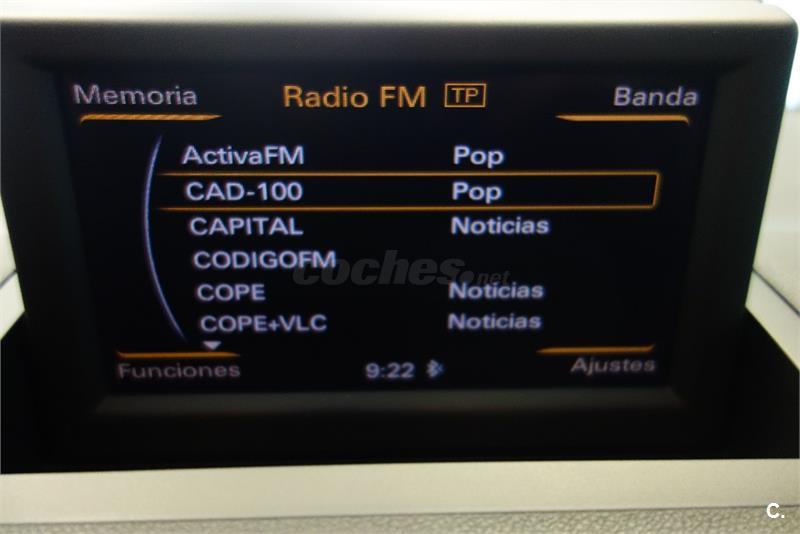 Memoria Radio FM TP Banda
ActivaFM Pop
CAD-100 Pop
CAPITAL Noticias
CODIGOFM
coches.net
COPE Noticias
COPE+VLC Noticias
Funciones 9:22 Ajustes
C.